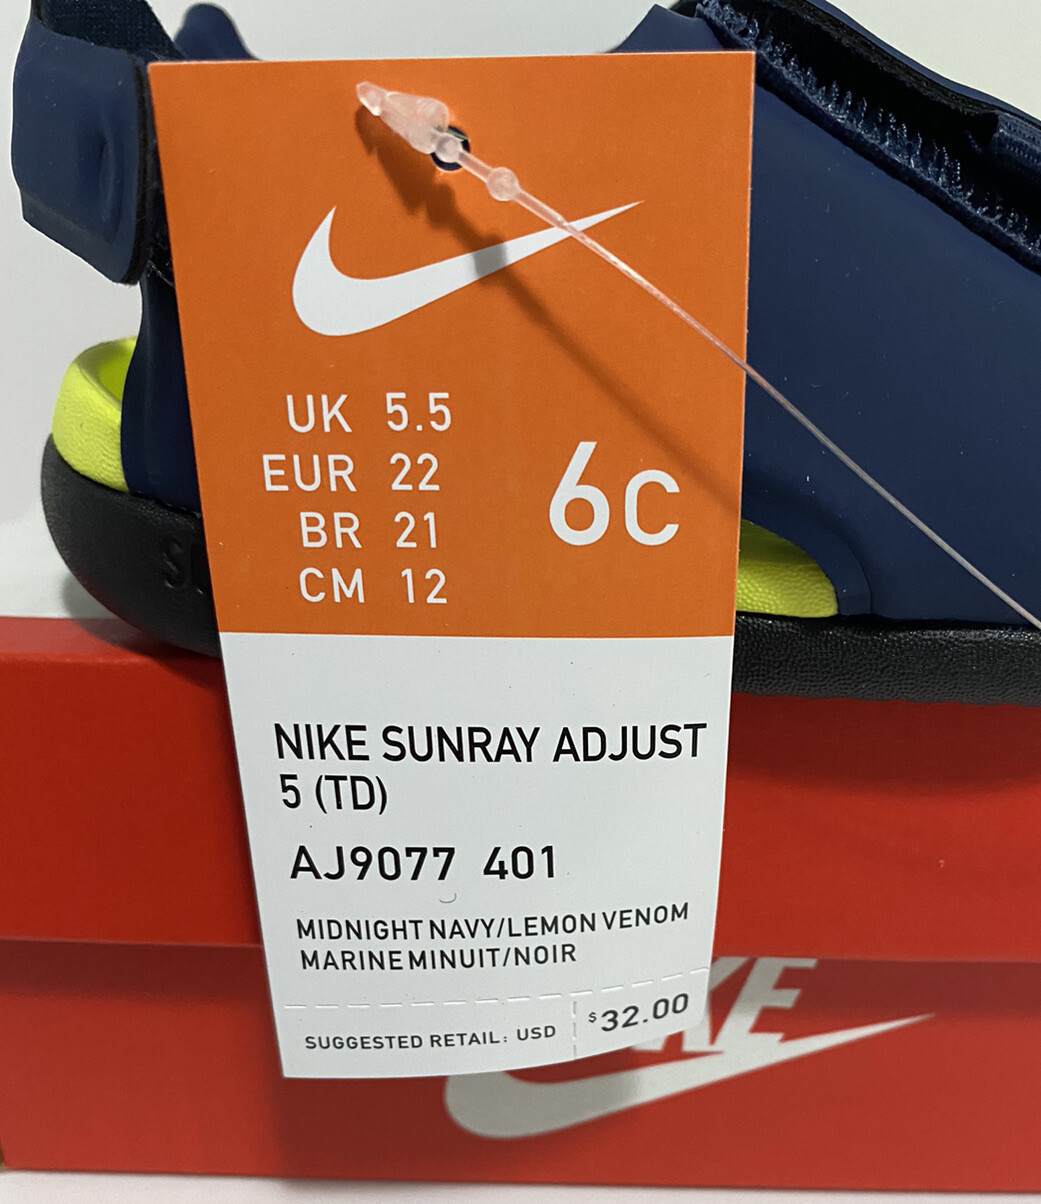 UK 5.5
EUR 22
BR 21
CM 12
6C
NIKE SUNRAY ADJUST
5 (TD)
AJ9077 401
MIDNIGHT NAVY/LEMON VENOM
MARINE MINUIT/NOIR
SUGGESTED RETAIL: USD $32.00